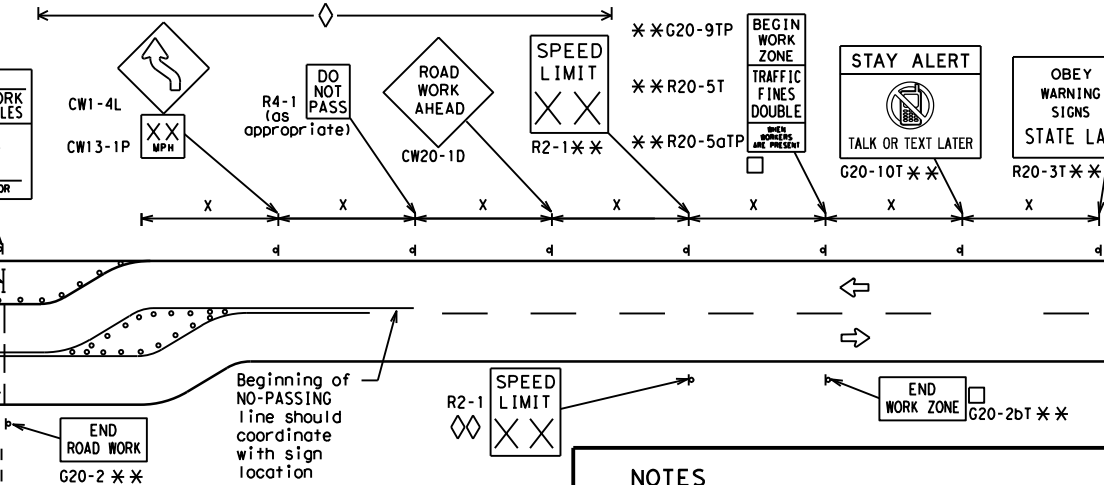 ORK
LES
OR
CW1-4L
X X
MPH
CW13-1P
R4-1
(as
appropriate)
DO
NOT
PASS
ROAD
WORK
AHEAD
CW20-1D
SPEED
LIMIT
X X
R2-1**
**G20-9TP
**R20-5T
**R20-5aTP
BEGIN
WORK
ZONE
TRAFFIC
FINES
DOUBLE
WHEN
WORKERS
ARE PRESENT
STAY ALERT
TALK OR TEXT LATER
G20-10T**
OBEY
WARNING
SIGNS
STATE LA
R20-3T**
X X X X X X X
Beginning of
NO-PASSING
line should
coordinate
with sign
location
R2-1
SPEED
LIMIT
X X
END
WORK ZONE
G20-2bT**
END
ROAD WORK
G20-2 **
NOTES